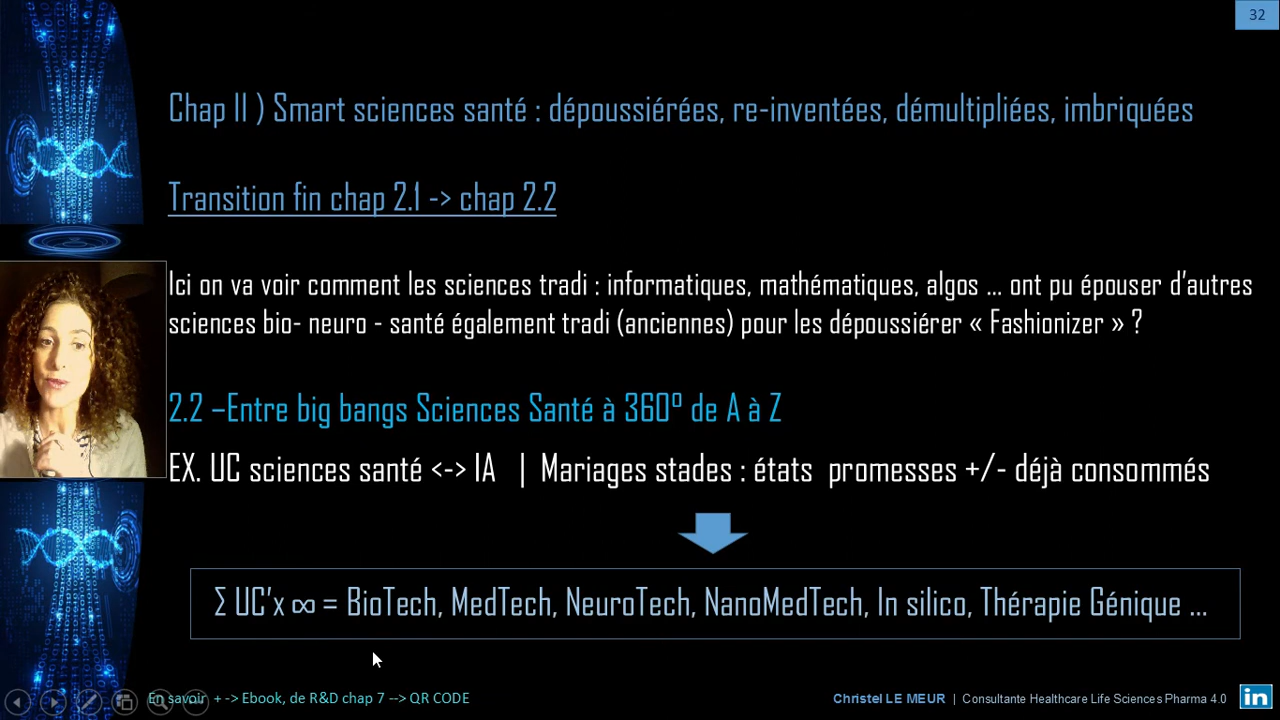 32
Chap II ) Smart sciences santé : dépoussiérées, re-inventées, démultipliées, imbriquées
Transition fin chap 2.1 -> chap 2.2
Ici on va voir comment les sciences tradi : informatiques, mathématiques, algos ... ont pu épouser d'autres
sciences bio- neuro - santé également tradi (anciennes) pour les dépoussiérer « Fashionizer » ?
2.2 –Entre big bangs Sciences Santé à 360° de A à Z
EX. UC sciences santé <-> IA | Mariages stades : états promesses +/- déjà consommés
Σ UC'x ∞ = BioTech, MedTech, NeuroTech, NanoMedTech, In silico, Thérapie Génique ...
En savoir + -> Ebook, de R&D chap 7 --> QR CODE
Christel LE MEUR | Consultante Healthcare Life Sciences Pharma 4.0
in